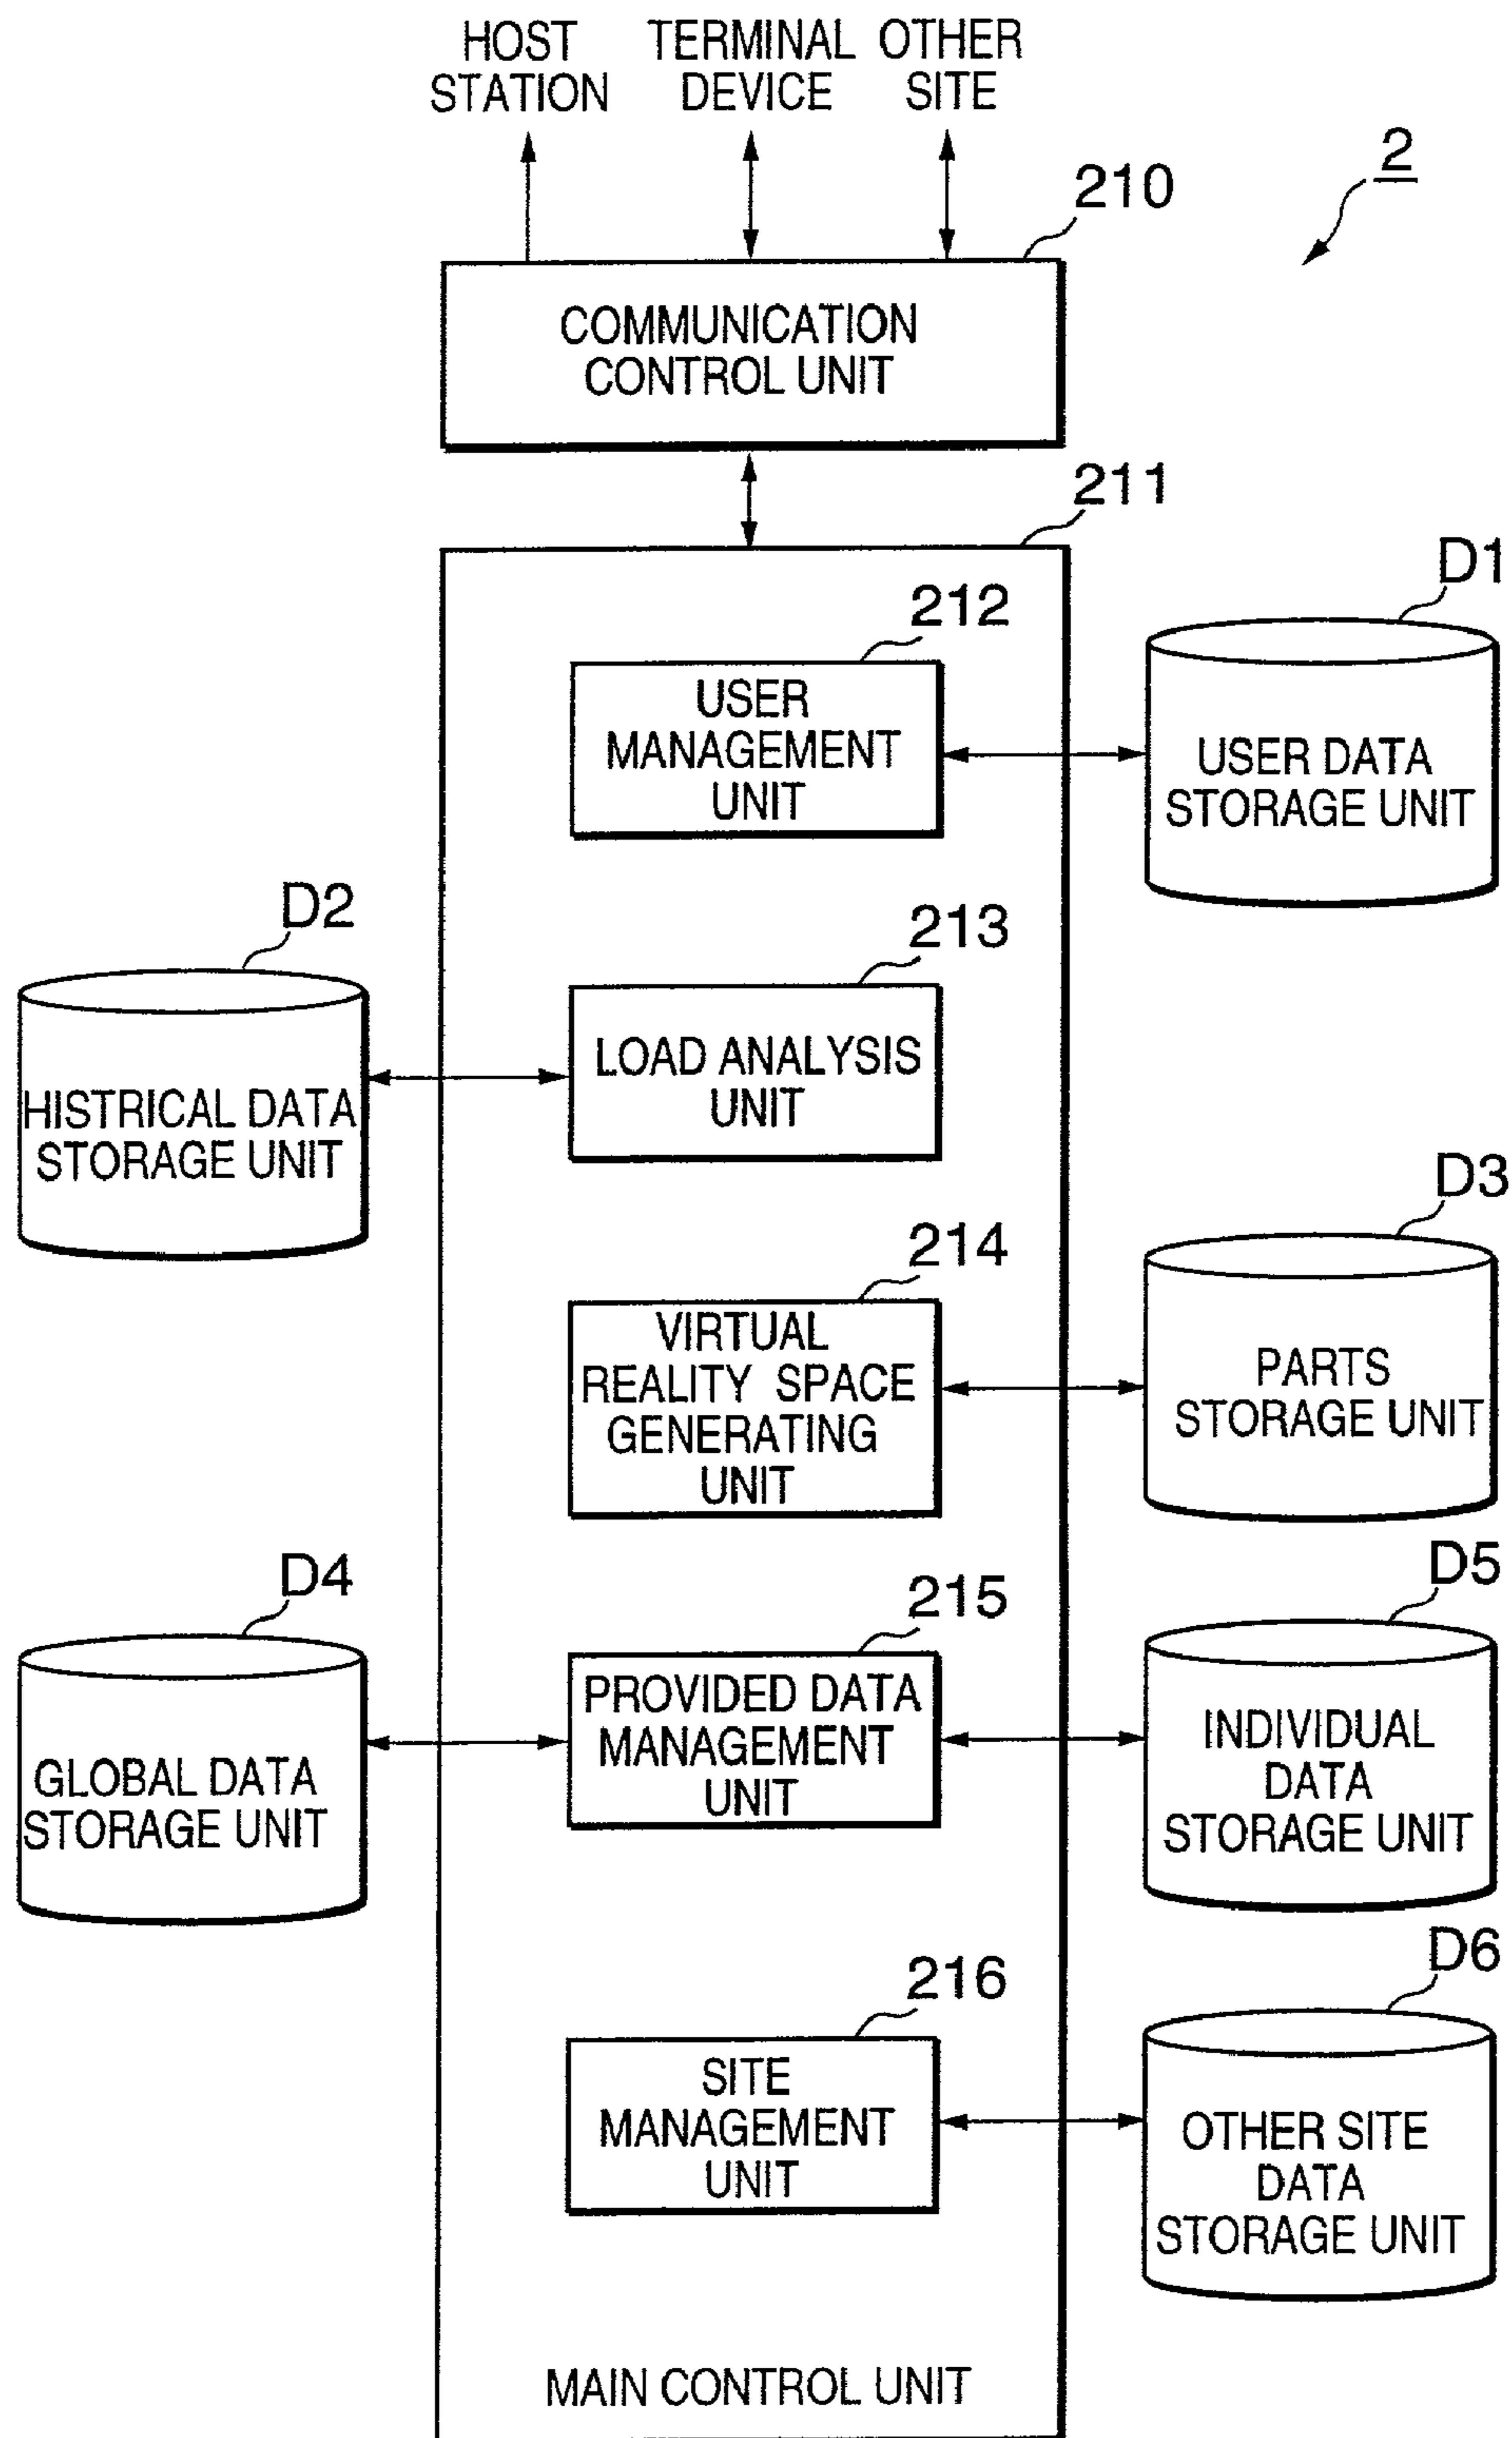 HOST
STATION
TERMINAL
DEVICE
OTHER
SITE
2
210
COMMUNICATION
CONTROL UNIT
211
212
USER
MANAGEMENT
UNIT
D1
USER DATA
STORAGE UNIT
D2
HISTRICAL DATA
STORAGE UNIT
213
LOAD ANALYSIS
UNIT
214
VIRTUAL
REALITY SPACE
GENERATING
UNIT
D3
PARTS
STORAGE UNIT
D4
GLOBAL DATA
STORAGE UNIT
215
PROVIDED DATA
MANAGEMENT
UNIT
D5
INDIVIDUAL
DATA
STORAGE UNIT
216
SITE
MANAGEMENT
UNIT
D6
OTHER SITE
DATA
STORAGE UNIT
MAIN CONTROL UNIT